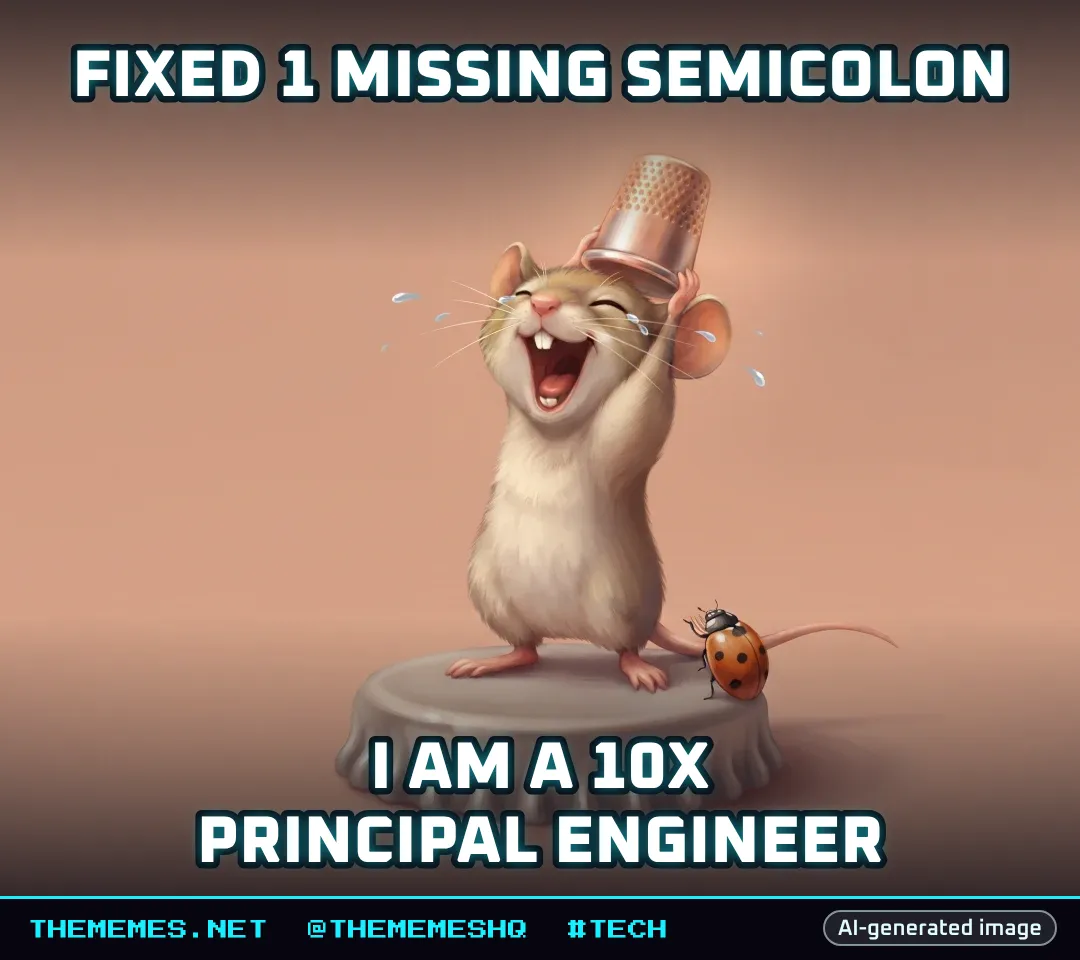 FIXED 1 MISSING SEMICOLON
I AM A 10X
PRINCIPAL ENGINEER
THEMEMES.NET @THEMEMESHQ #TECH AI-generated image